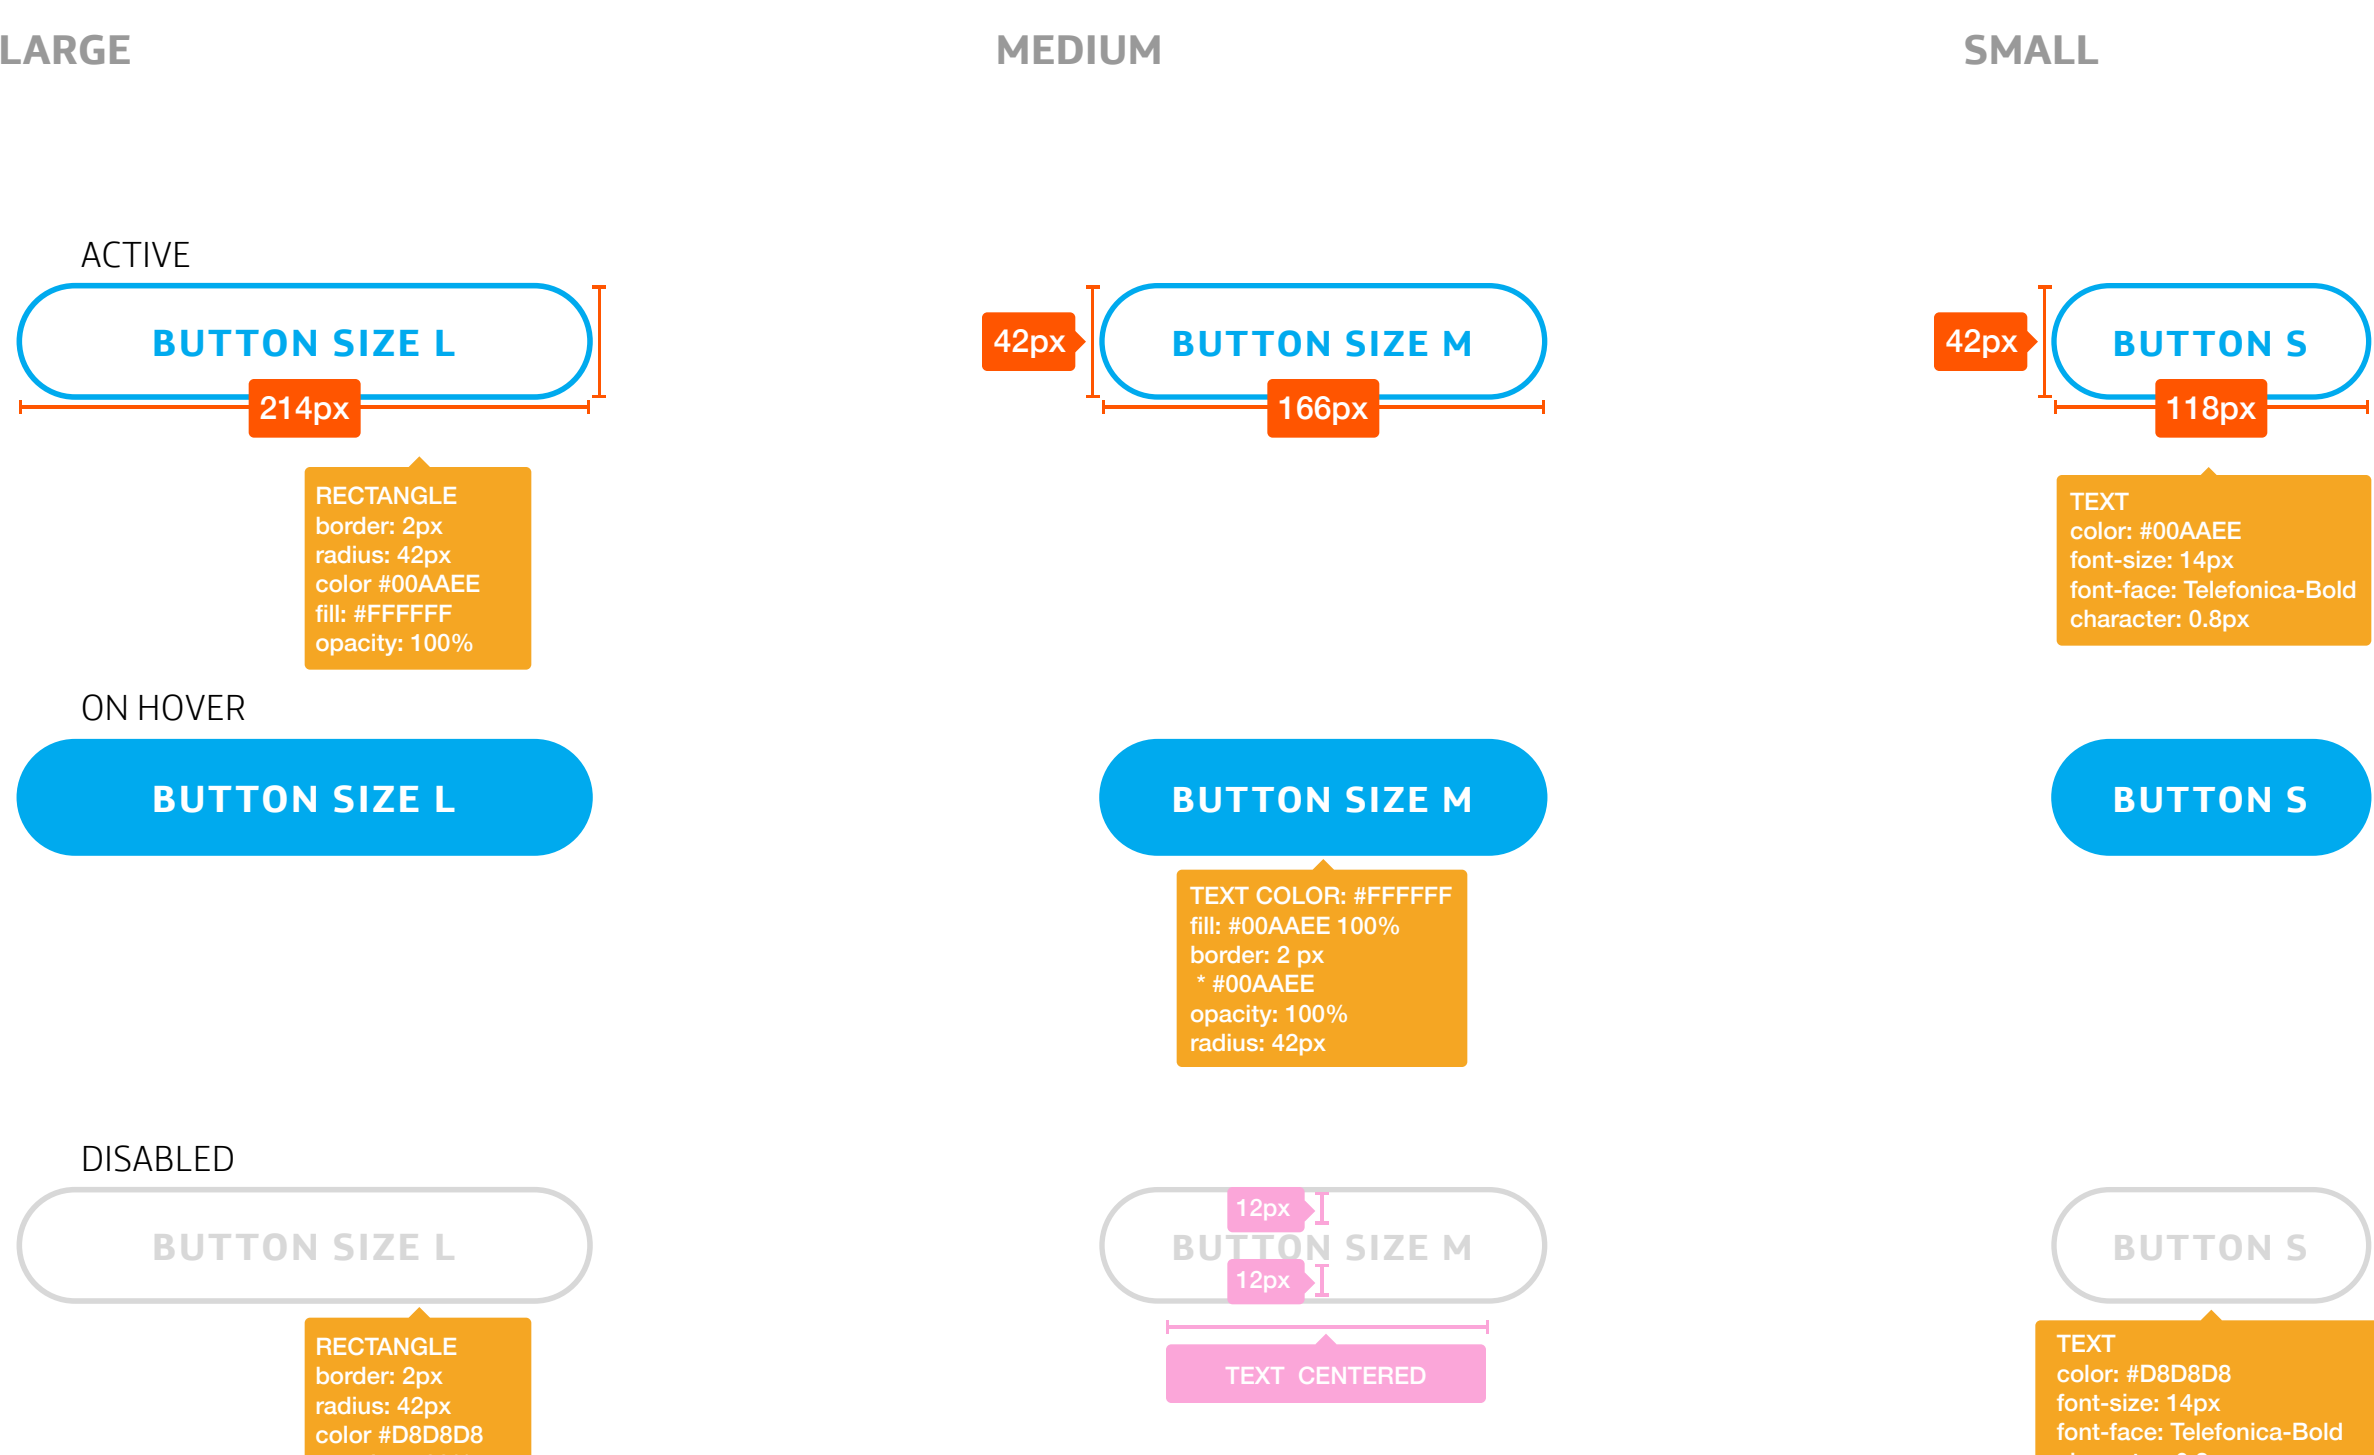 LARGE
MEDIUM
SMALL
ACTIVE
BUTTON SIZE L
214px
42px
BUTTON SIZE M
166px
42px
BUTTON S
118px
RECTANGLE
border: 2px
radius: 42px
color #00AAEE
fill: #FFFFFF
opacity: 100%
TEXT
color: #00AAEE
font-size: 14px
font-face: Telefonica-Bold
character: 0.8px
ON HOVER
BUTTON SIZE L
BUTTON SIZE M
BUTTON S
TEXT COLOR: #FFFFFF
fill: #00AAEE 100%
border: 2 px
* #00AAEE
opacity: 100%
radius: 42px
DISABLED
BUTTON SIZE L
12px
BUTTON SIZE M
12px
TEXT CENTERED
BUTTON S
RECTANGLE
border: 2px
radius: 42px
color #D8D8D8
TEXT
color: #D8D8D8
font-size: 14px
font-face: Telefonica-Bold